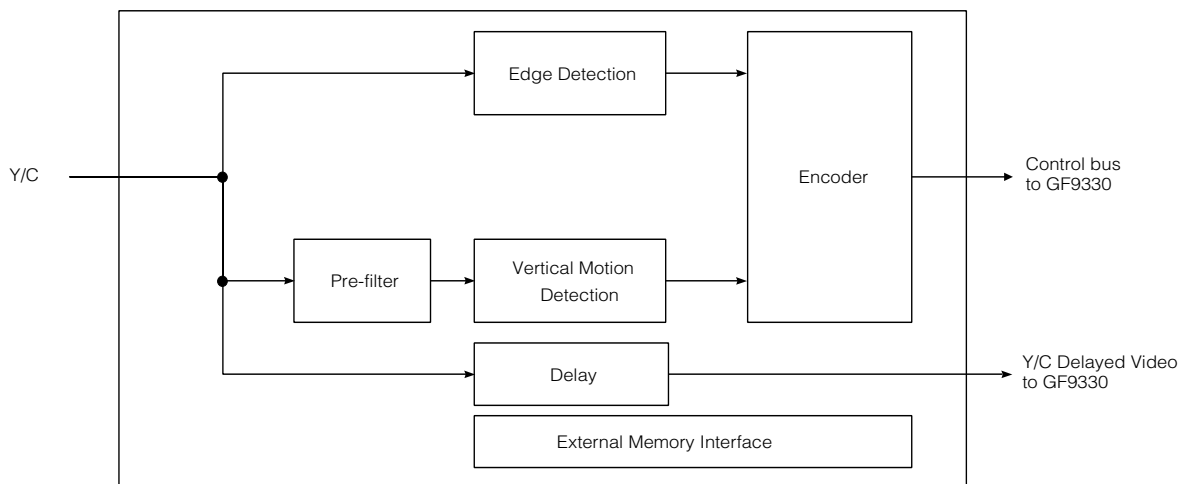 Edge Detection
Y/C
Encoder
Control bus
to GF9330
Pre-filter
Vertical Motion
Detection
Delay
Y/C Delayed Video
to GF9330
External Memory Interface